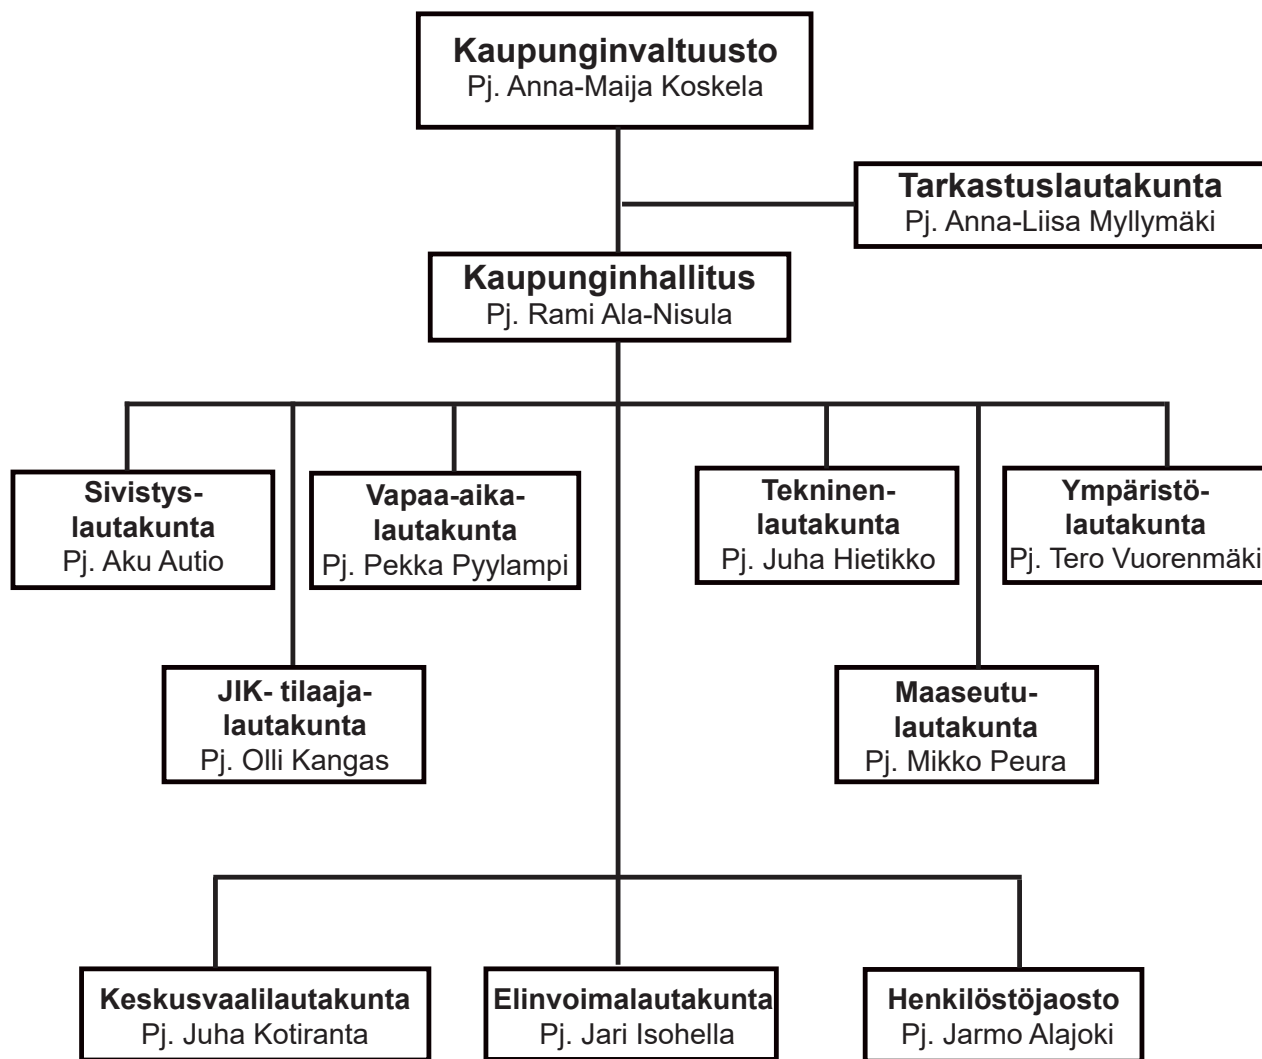 Kaupunginvaltuusto
Pj. Anna-Maija Koskela
Tarkastuslautakunta
Pj. Anna-Liisa Myllymäki
Kaupunginhallitus
Pj. Rami Ala-Nisula
Sivistys-
lautakunta
Pj. Aku Autio
Vapaa-aika-
lautakunta
Pj. Pekka Pyylampi
Tekninen-
lautakunta
Pj. Juha Hietikko
Ympäristö-
lautakunta
Pj. Tero Vuorenmäki
JIK- tilaaja-
lautakunta
Pj. Olli Kangas
Maaseutu-
lautakunta
Pj. Mikko Peura
Keskusvaalilautakunta
Pj. Juha Kotiranta
Elinvoimalautakunta
Pj. Jari Isohella
Henkilöstöjaosto
Pj. Jarmo Alajoki